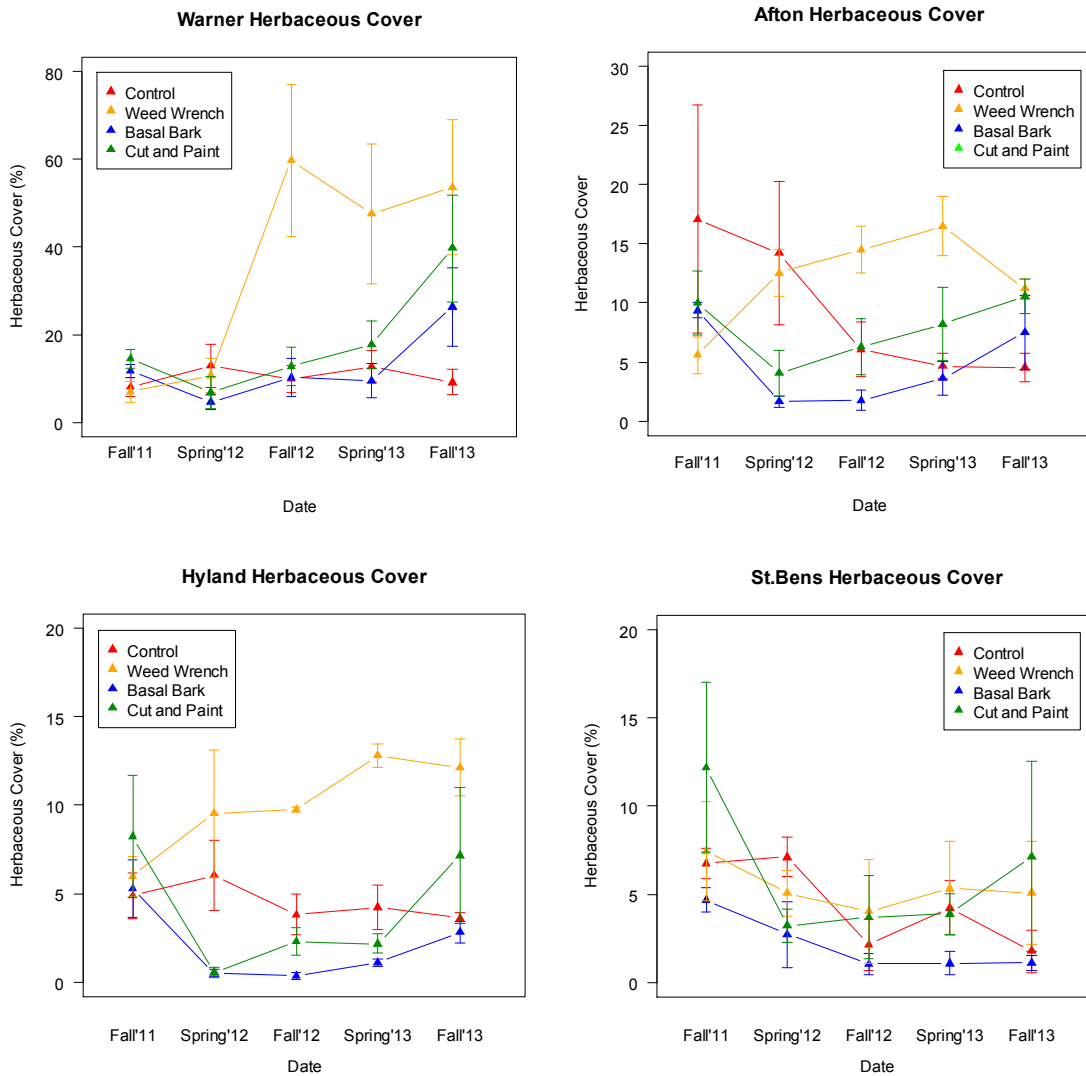 Warner Herbaceous Cover
Herbaceous Cover (%)
80
60
40
20
0
Control
Weed Wrench
Basal Bark
Cut and Paint
Fall'11 Spring'12 Fall'12 Spring'13 Fall'13
Date
Afton Herbaceous Cover
Herbaceous Cover
30
25
20
15
10
5
0
Control
Weed Wrench
Basal Bark
Cut and Paint
Fall'11 Spring'12 Fall'12 Spring'13 Fall'13
Date
Hyland Herbaceous Cover
Herbaceous Cover (%)
20
15
10
5
0
Control
Weed Wrench
Basal Bark
Cut and Paint
Fall'11 Spring'12 Fall'12 Spring'13 Fall'13
Date
St.Bens Herbaceous Cover
Herbaceous Cover (%)
20
15
10
5
0
Control
Weed Wrench
Basal Bark
Cut and Paint
Fall'11 Spring'12 Fall'12 Spring'13 Fall'13
Date